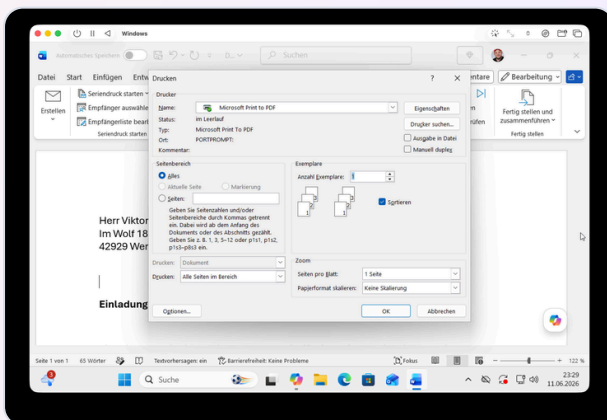 Windows
Automatisches Speichern
D...
Suchen
Datei Start Einfügen Entw
Bearbeitung
Erstellen
Seriendruck starten
Empfänger auswähle
Empfängerliste bearl
Seriendruck starten
Fertig stellen und
zusammenführen
Fertig stellen
Drucken
? ×
Drucker
Name: Microsoft Print to PDF
Status: im Leerlauf
Typ: Microsoft Print To PDF
Ort: PORTPROMPT:
Kommentar:
Eigenschaften
Drucker suchen...
Ausgabe in Datei
Manuell duplex
Seitenbereich
Alles
Aktuelle Seite Markierung
Seiten:
Geben Sie Seitenzahlen und/oder
Seitenbereiche durch Kommas getrennt
ein. Dabei wird ab dem Anfang des
Dokuments oder des Abschnitts gezählt.
Geben Sie z. B. 1, 3, 5–12 oder p1s1, p1s2,
p1s3–p8s3 ein.
Exemplare
Anzahl Exemplare: 1
Sortieren
Drucken: Dokument
Drucken: Alle Seiten im Bereich
Zoom
Seiten pro Blatt: 1 Seite
Papierformat skalieren: Keine Skalierung
Optionen...
OK
Abbrechen
Herr Viktor
Im Wolf 18
42929 Wer
Einladung
Seite 1 von 1 65 Wörter Textvorhersagen: ein Barrierefreiheit: Keine Probleme Fokus 122 %
Suche
23:29
11.06.2026